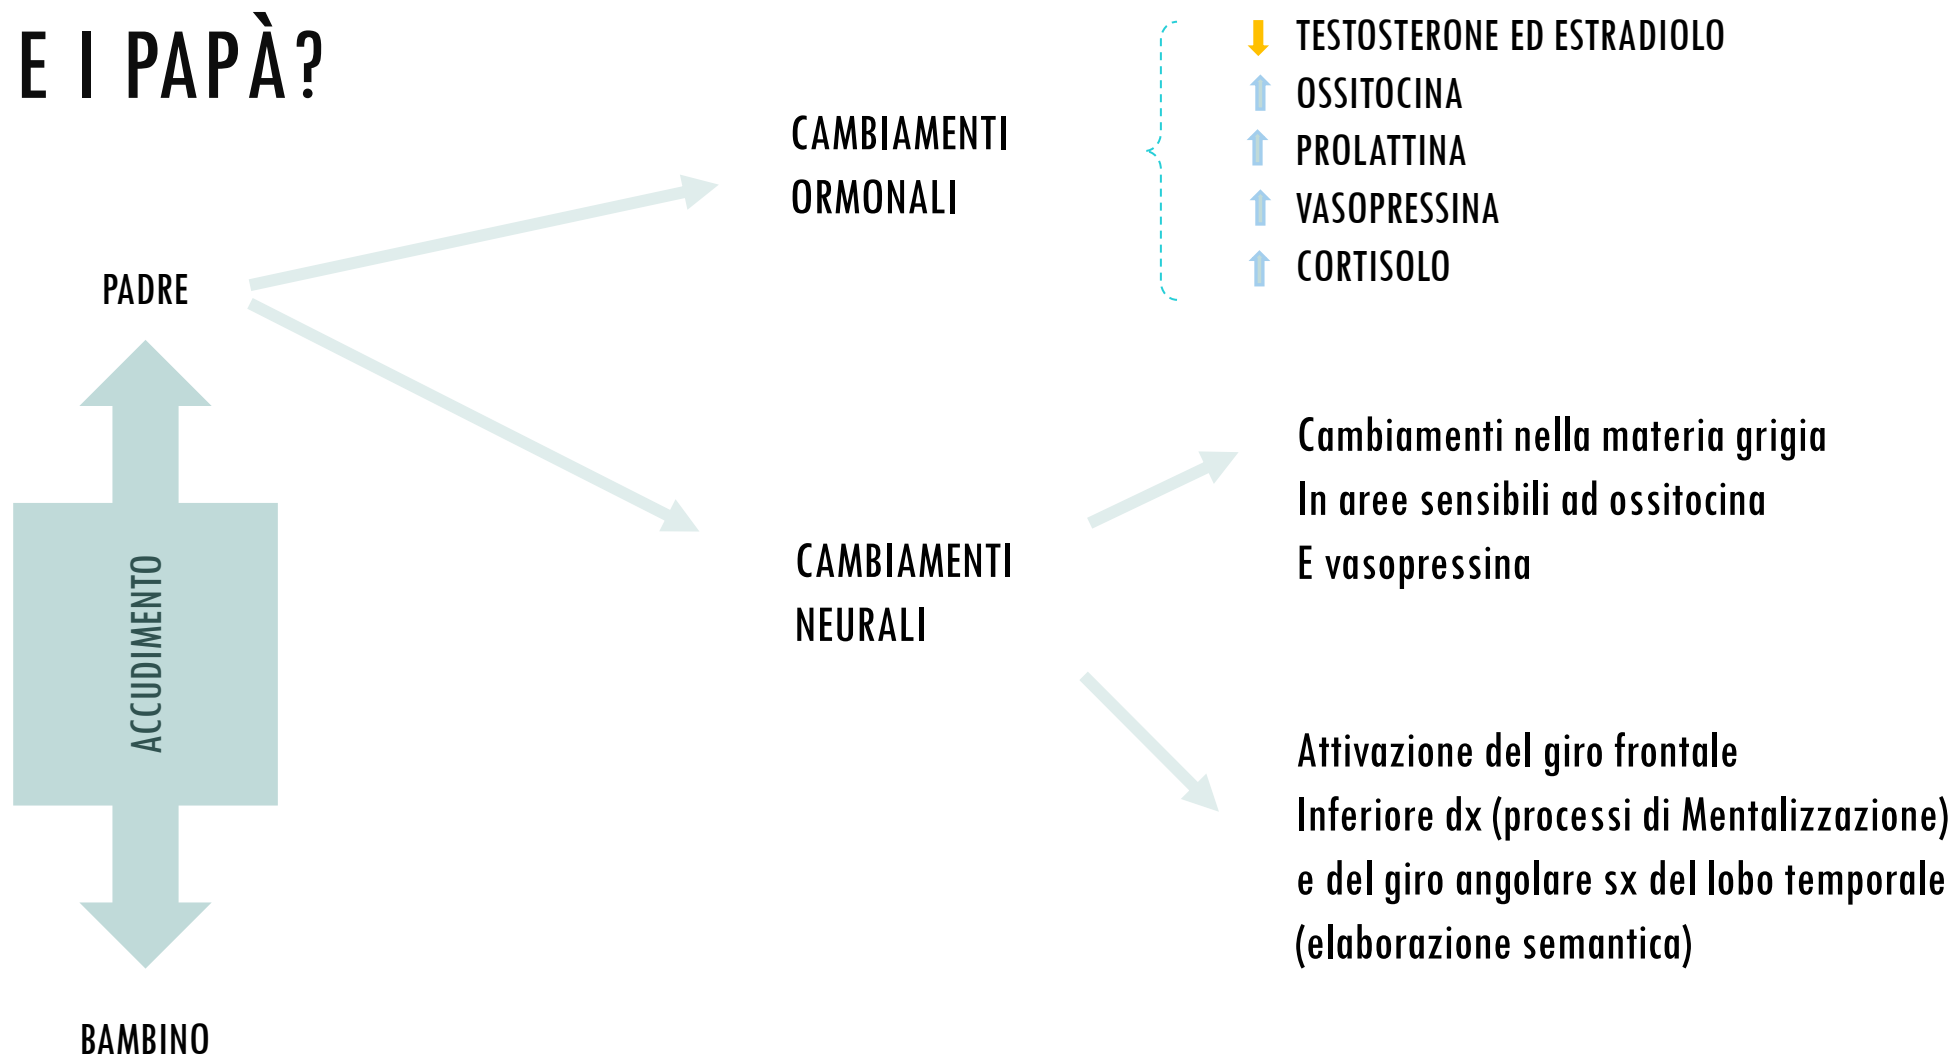 E I PAPÀ?
PADRE
ACCUDIMENTO
BAMBINO
CAMBIAMENTI
ORMONALI
TESTOSTERONE ED ESTRADIOLO
OSSITOCINA
PROLATTINA
VASOPRESSINA
CORTISOLO
CAMBIAMENTI
NEURALI
Cambiamenti nella materia grigia
In aree sensibili ad ossitocina
E vasopressina
Attivazione del giro frontale
Inferiore dx (processi di Mentalizzazione)
e del giro angolare sx del lobo temporale
(elaborazione semantica)